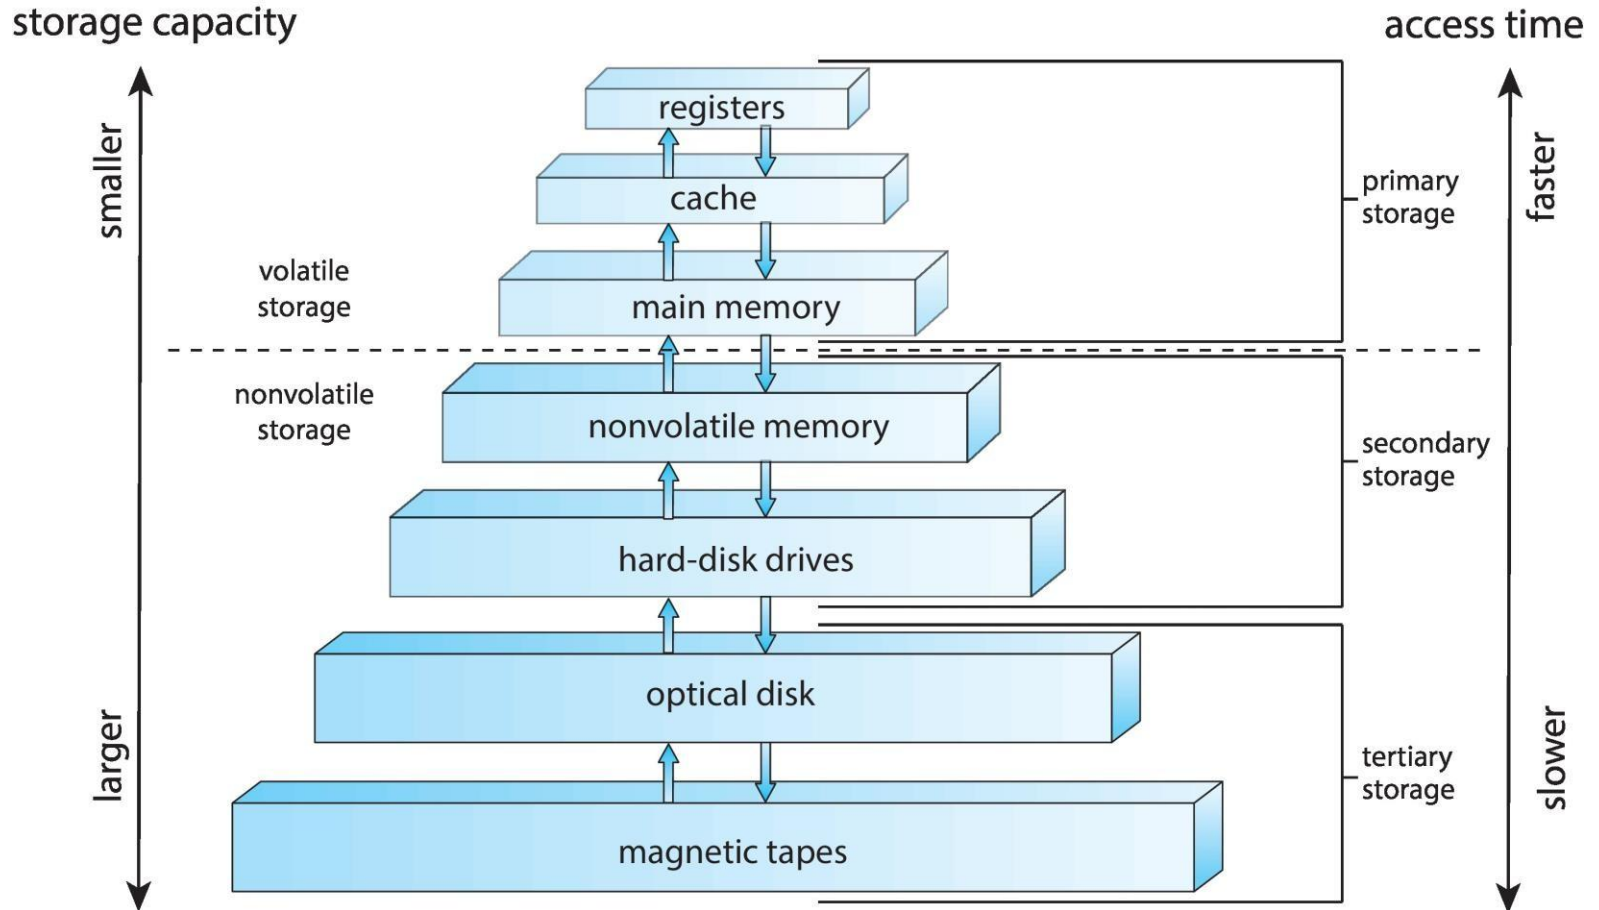 storage capacity
access time
smaller
larger
registers
cache
main memory
nonvolatile memory
hard-disk drives
optical disk
magnetic tapes
volatile
storage
nonvolatile
storage
primary
storage
secondary
storage
tertiary
storage
faster
slower